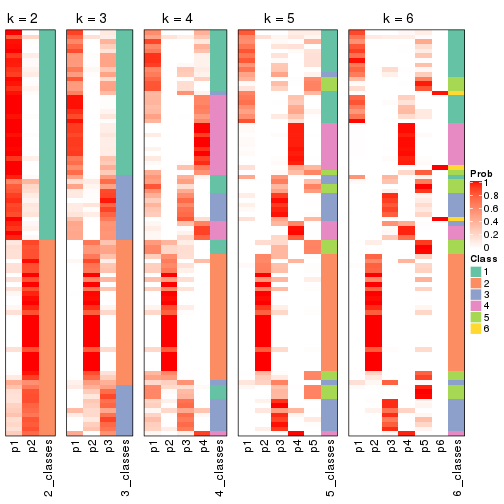 k = 2
k = 3
k = 4
k = 5
k = 6
p1
p2
2_classes
p1
p2
p3
3_classes
p1
p2
p3
p4
4_classes
p1
p2
p3
p4
p5
5_classes
p1
p2
p3
p4
p5
p6
6_classes
Prob
1
0.8
0.6
0.4
0.2
0
Class
1
2
3
4
5
6